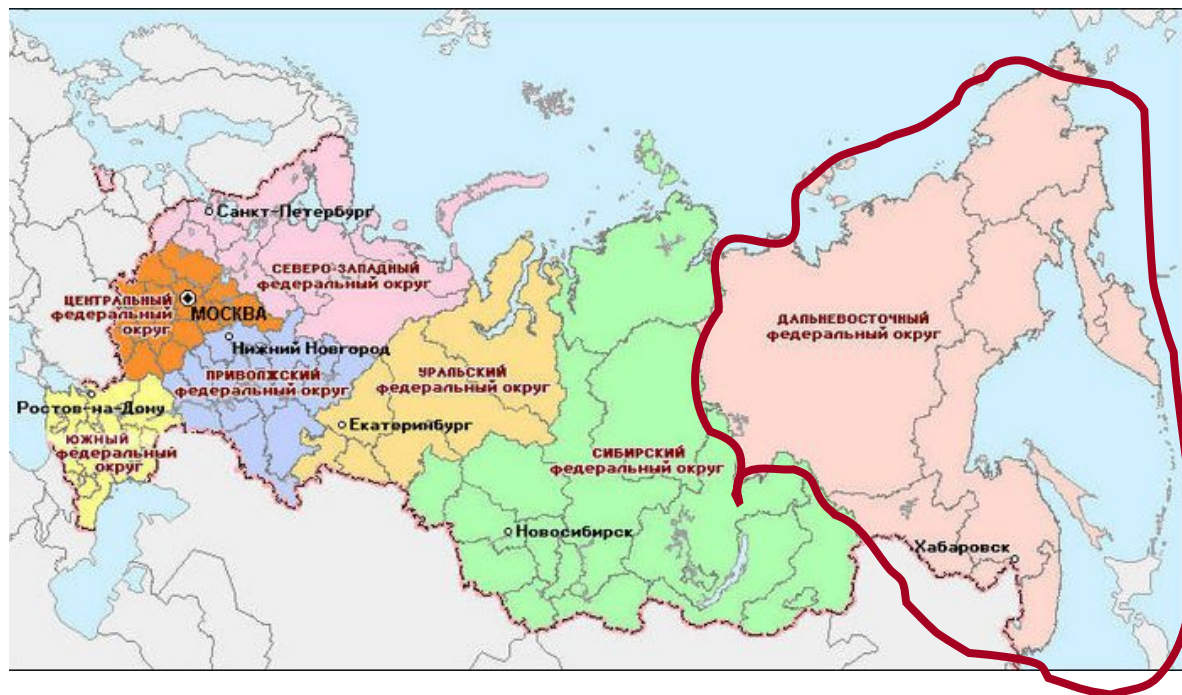 Санкт-Петербург
СЕВЕРО-ЗАПАДНЫЙ
федеральный округ
ЦЕНТРАЛЬНЫЙ
федеральный
округ
МОСКВА
Нижний Новгород
ПРИВОЛЖСКИЙ
федеральный округ
Ростов-на-Дону
ЮЖНЫЙ
федеральный
округ
УРАЛЬСКИЙ
федеральный округ
Екатеринбург
СИБИРСКИЙ
федеральный округ
Новосибирск
ДАЛЬНЕВОСТОЧНЫЙ
федеральный округ
Хабаровск